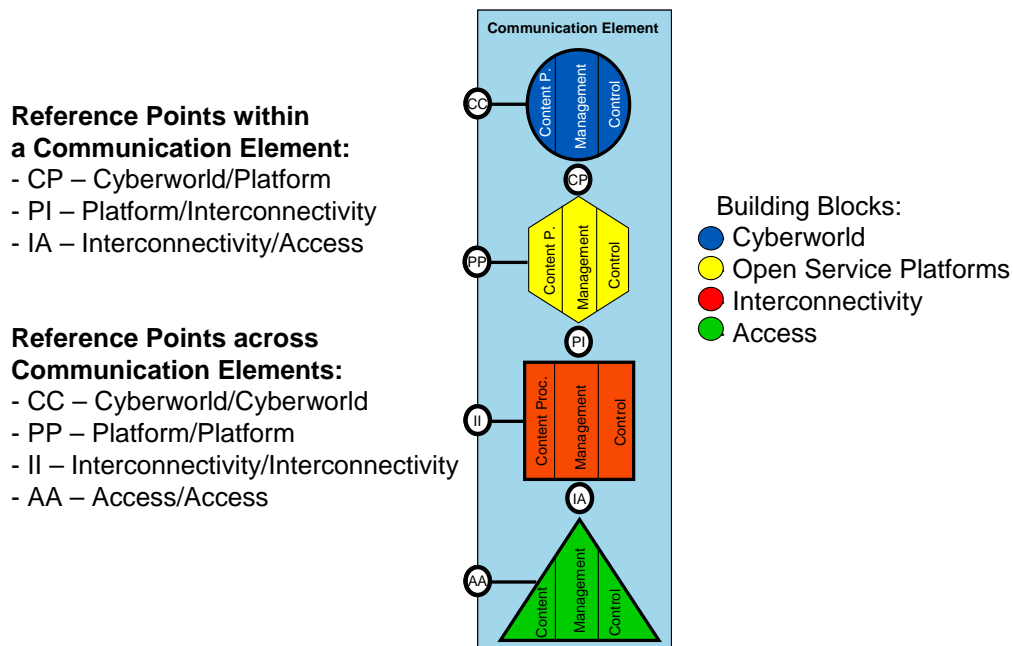 Communication Element
Content P.
Management
Control
CC
CP
Content P.
Management
Control
PP
PI
Content Proc.
Management
Control
II
IA
Content
Management
Control
AA
Reference Points within
a Communication Element:
- CP – Cyberworld/Platform
- PI – Platform/Interconnectivity
- IA – Interconnectivity/Access
Reference Points across
Communication Elements:
- CC – Cyberworld/Cyberworld
- PP – Platform/Platform
- II – Interconnectivity/Interconnectivity
- AA – Access/Access
Building Blocks:
- Cyberworld
- Open Service Platforms
- Interconnectivity
- Access